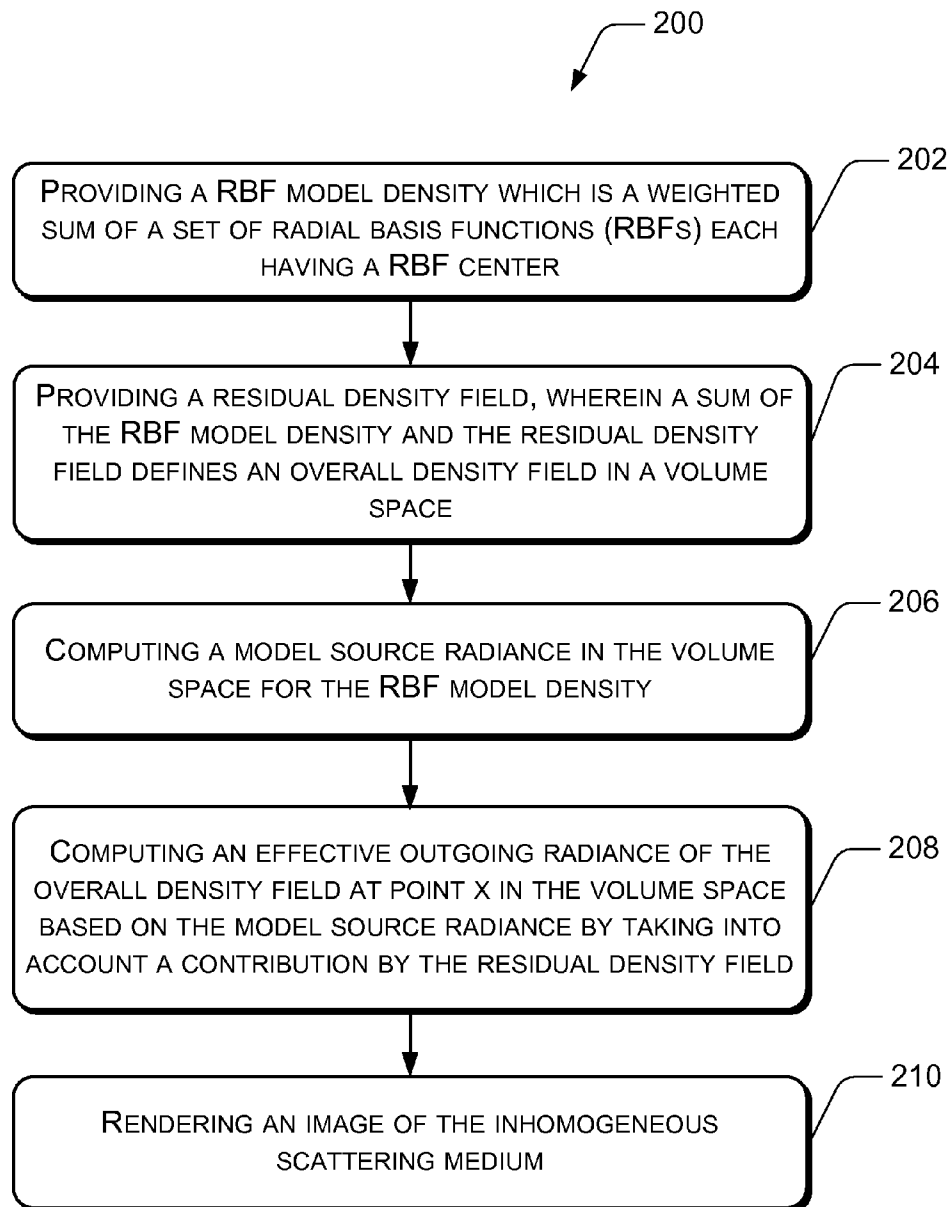 200
202
PROVIDING A RBF MODEL DENSITY WHICH IS A WEIGHTED
SUM OF A SET OF RADIAL BASIS FUNCTIONS (RBFS) EACH
HAVING A RBF CENTER
204
PROVIDING A RESIDUAL DENSITY FIELD, WHEREIN A SUM OF
THE RBF MODEL DENSITY AND THE RESIDUAL DENSITY
FIELD DEFINES AN OVERALL DENSITY FIELD IN A VOLUME
SPACE
206
COMPUTING A MODEL SOURCE RADIANCE IN THE VOLUME
SPACE FOR THE RBF MODEL DENSITY
208
COMPUTING AN EFFECTIVE OUTGOING RADIANCE OF THE
OVERALL DENSITY FIELD AT POINT X IN THE VOLUME SPACE
BASED ON THE MODEL SOURCE RADIANCE BY TAKING INTO
ACCOUNT A CONTRIBUTION BY THE RESIDUAL DENSITY FIELD
210
RENDERING AN IMAGE OF THE INHOMOGENEOUS
SCATTERING MEDIUM